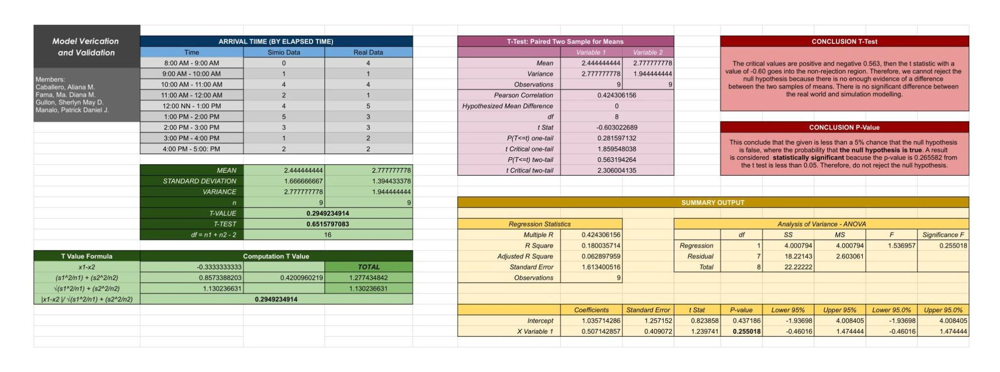 Model Verication
and Validation
Members:
Caballero, Aliana M.
Fama, Ma. Diana M.
Gullon, Sherlyn May D.
Manalo, Patrick Daniel J.
ARRIVAL TIIME (BY ELAPSED TIME)
Time Simio Data Real Data
8:00 AM - 9:00 AM 0 4
9:00 AM - 10:00 AM 1 1
10:00 AM - 11:00 AM 4 4
11:00 AM - 12:00 AM 2 1
12:00 NN - 1:00 PM 4 5
1:00 PM - 2:00 PM 5 3
2:00 PM - 3:00 PM 3 3
3:00 PM - 4:00 PM 1 2
4:00 PM - 5:00: PM 2 2
MEAN 2.444444444 2.777777778
STANDARD DEVIATION 1.666666667 1.394433378
VARIANCE 2.777777778 1.944444444
n 9 9
T-VALUE 0.2949234914
T-TEST 0.6515797083
df = n1 + n2 - 2 16
T Value Formula Computation T Value
x1-x2 -0.3333333333 TOTAL
(s1^2/n1) + (s2^2/n2) 0.8573388203 0.4200960219 1.277434842
√(s1^2/n1) + (s2^2/n2) 1.130236631 1.130236631
|x1-x2 |/ √(s1^2/n1) + (s2^2/n2) 0.2949234914
T-Test: Paired Two Sample for Means
Variable 1 Variable 2
Mean 2.444444444 2.777777778
Variance 2.777777778 1.944444444
Observations 9 9
Pearson Correlation 0.424306156
Hypothesized Mean Difference 0
df 8
t Stat -0.603022689
P(T<=t) one-tail 0.281597132
t Critical one-tail 1.859548038
P(T<=t) two-tail 0.563194264
t Critical two-tail 2.306004135
CONCLUSION T-Test
The critical values are positive and negative 0.563, then the t statistic with a
value of -0.60 goes into the non-rejection region. Therefore, we cannot reject the
null hypothesis because there is no enough evidence of a difference
between the two samples of means. There is no significant difference between
the real world and simulation modelling.
CONCLUSION P-Value
This conclude that the given is less than a 5% chance that the null hypothesis
is false, where the probability that the null hypothesis is true. A result
is considered statistically significant beacuse the p-value is 0.265582 from
the t test is less than 0.05. Therefore, do not reject the null hypothesis.
SUMMARY OUTPUT
Regression Statistics
Multiple R 0.424306156
R Square 0.180035714
Adjusted R Square 0.062897959
Standard Error 1.613400516
Observations 9
Analysis of Variance - ANOVA
df SS MS F Significance F
Regression 1 4.000794 4.000794 1.536957 0.255018
Residual 7 18.22143 2.603061
Total 8 22.22222
Coefficients Standard Error t Stat P-value Lower 95% Upper 95% Lower 95.0% Upper 95.0%
Intercept 1.035714286 1.257152 0.823858 0.437186 -1.93698 4.008405 -1.93698 4.008405
X Variable 1 0.507142857 0.409072 1.239741 0.255018 -0.46016 1.474444 -0.46016 1.474444